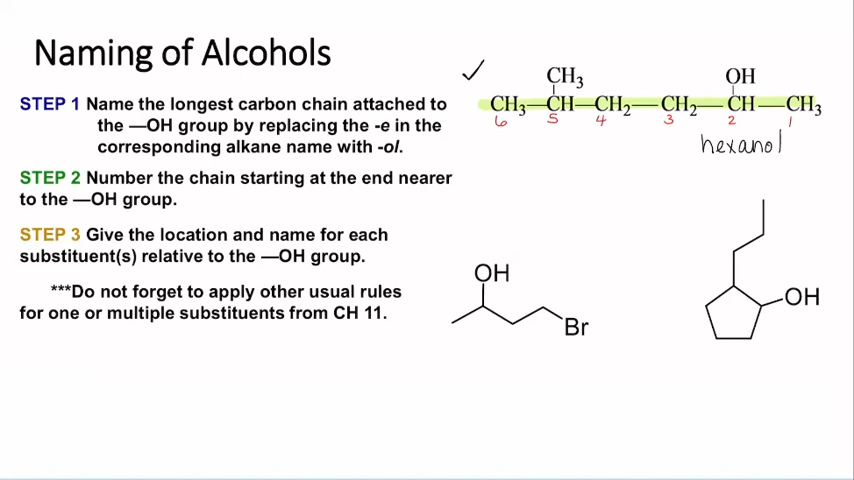 Naming of Alcohols
STEP 1 Name the longest carbon chain attached to
the —OH group by replacing the -e in the
corresponding alkane name with -ol.
STEP 2 Number the chain starting at the end nearer
to the —OH group.
STEP 3 Give the location and name for each
substituent(s) relative to the —OH group.
***Do not forget to apply other usual rules
for one or multiple substituents from CH 11.
CH₃ OH
CH₃—CH—CH₂—CH₂—CH—CH₃
6 5 4 3 2 1
hexanol
OH
Br
OH